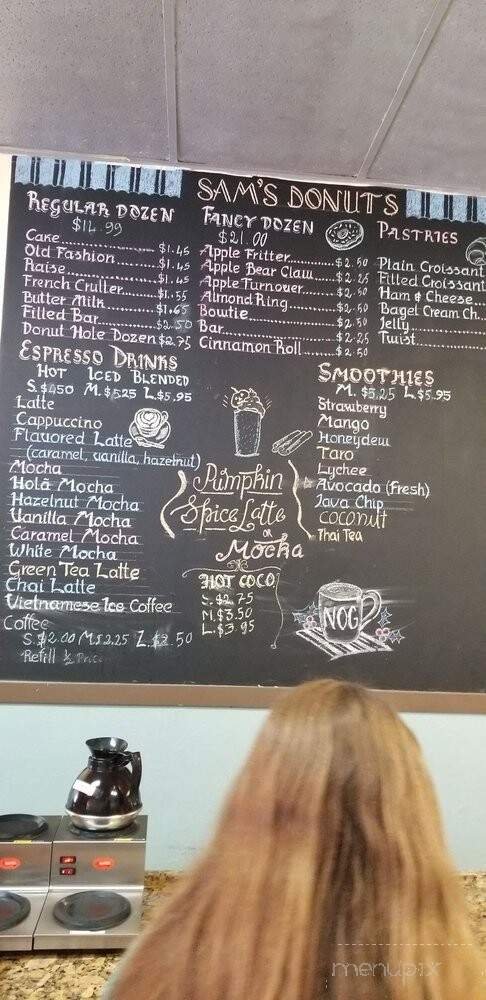 SAM'S DONUTS
REGULAR DOZEN
$14.99
Cake $1.45
Old Fashion $1.45
Raise $1.45
French Crulter $1.55
Butter Milk $1.65
Filled Bar $2.50
Donut Hole Dozen $2.75
FANCY DOZEN
$21.00
Apple Fritter $2.50
Apple Bear Claw $2.25
Apple Turnover $2.50
Almond Ring $2.50
Bowtie $2.50
Bar $2.25
Cinnamon Roll $2.50
PASTRIES
Plain Croissant
Filled Croissant
Ham & Cheese
Bagel Cream Ch.
Jelly
Twist
ESPRESSO DRINKS
HOT ICED BLENDED
S. $4.50 M. $5.25 L. $5.95
Latte
Cappuccino
Flavored Latte
(caramel, vanilla, hazelnut)
Mocha
Hola Mocha
Hazelnut Mocha
Vanilla Mocha
Caramel Mocha
White Mocha
Green Tea Latte
Chai Latte
Vietnamese Ice Coffee
Coffee
S. $2.00 M $2.25 L. $2.50
Refill ½ Price
Pumpkin
Spice Latte
or
Mocha
HOT COCO
S. $2.75
M. $3.50
L. $3.95
SMOOTHIES
M. $5.25 L. $5.95
Strawberry
Mango
Honeydew
Taro
Lychee
Avocado (Fresh)
Java Chip
COCONUT
Thai Tea
NOG
menupix